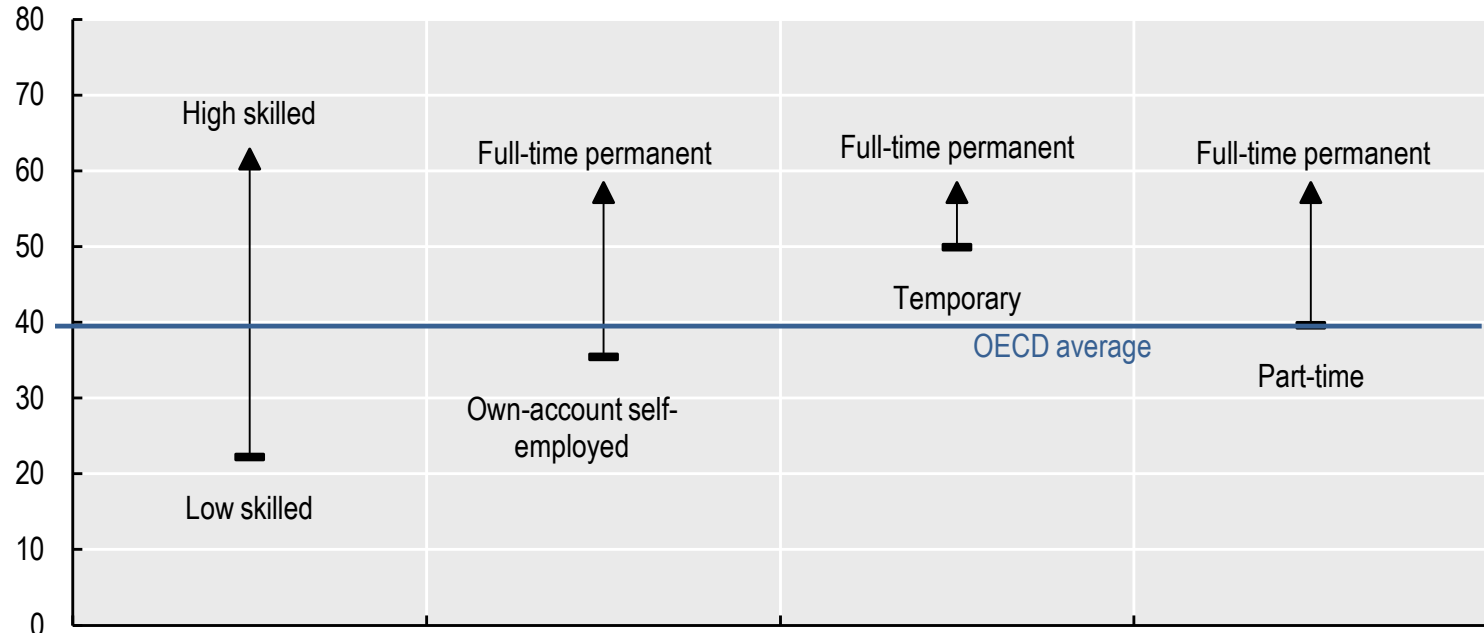 80
70
60
50
40
30
20
10
0
High skilled
Low skilled
Full-time permanent
Own-account self-
employed
Full-time permanent
Temporary
OECD average
Full-time permanent
Part-time